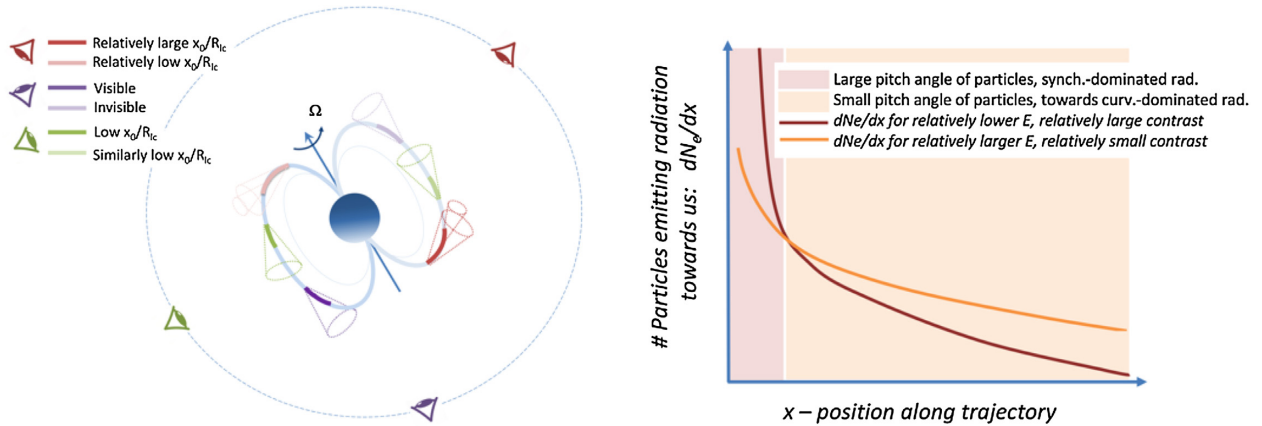 Relatively large x₀/Rlc
Relatively low x₀/Rlc
Visible
Invisible
Low x₀/Rlc
Similarly low x₀/Rlc
Ω
# Particles emitting radiation
towards us: dNe/dx
Large pitch angle of particles, synch.-dominated rad.
Small pitch angle of particles, towards curv.-dominated rad.
dNe/dx for relatively lower E, relatively large contrast
dNe/dx for relatively larger E, relatively small contrast
x – position along trajectory